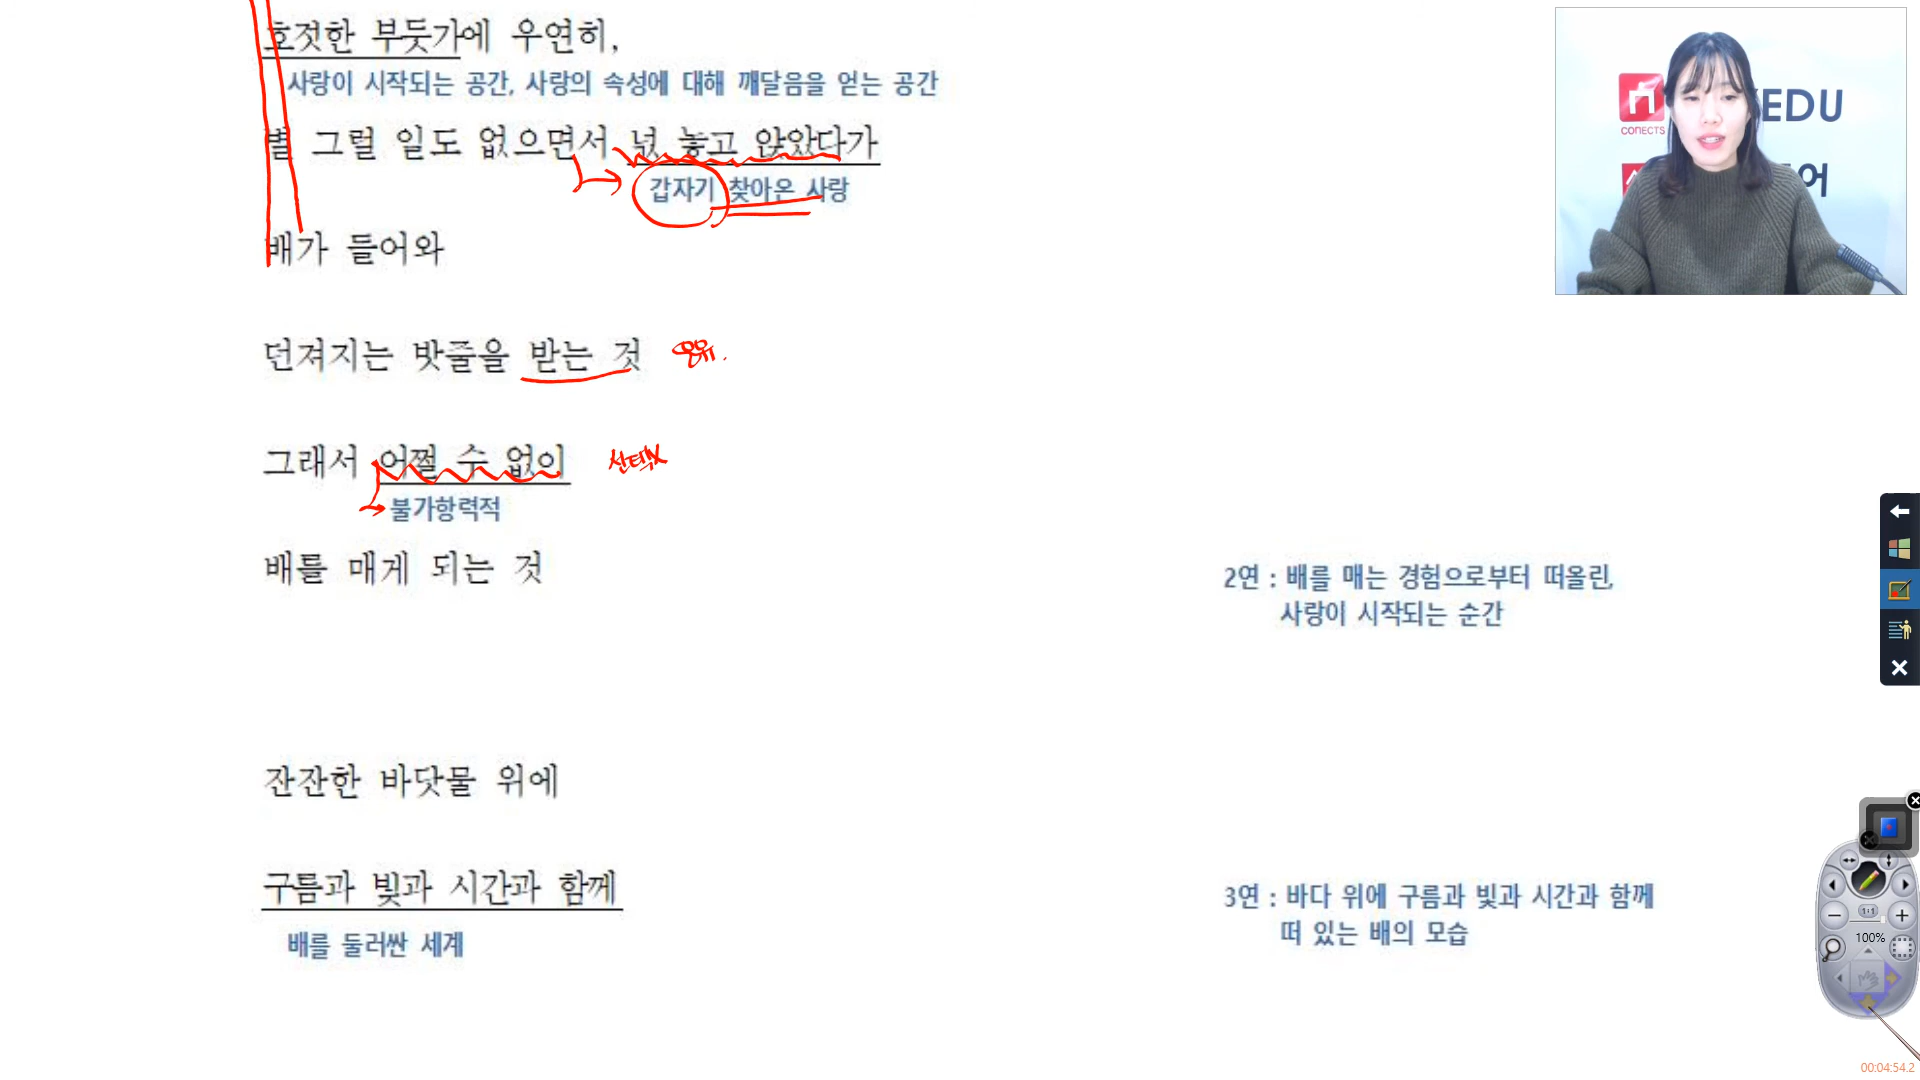 호젓한 부둣가에 우연히,
사랑이 시작되는 공간, 사랑의 속성에 대해 깨달음을 얻는 공간
별 그럴 일도 없으면서 넋 놓고 앉았다가
갑자기 찾아온 사랑
배가 들어와
던져지는 밧줄을 받는 것
그래서 어쩔 수 없이 선택X
불가항력적
배를 매게 되는 것
2연 : 배를 매는 경험으로부터 떠올린,
사랑이 시작되는 순간
잔잔한 바닷물 위에
구름과 빛과 시간과 함께
배를 둘러싼 세계
3연 : 바다 위에 구름과 빛과 시간과 함께
떠 있는 배의 모습
CONECTS
EDU
어
1:1
100%
00:04:54.2